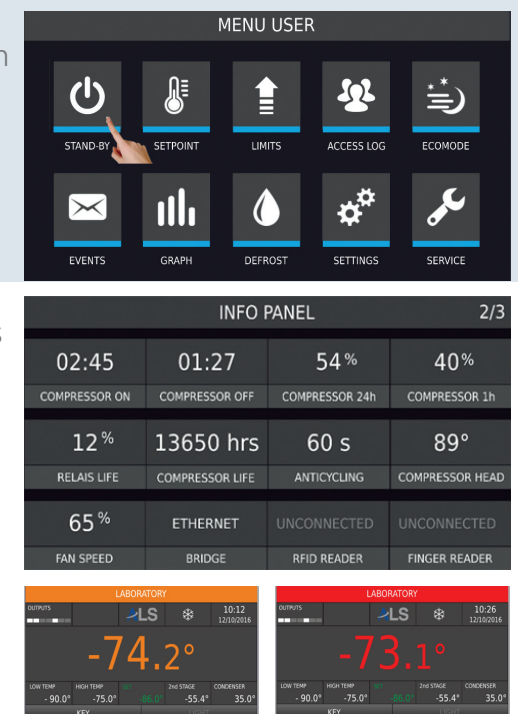 MENU USER
STAND-BY SETPOINT LIMITS ACCESS LOG ECOMODE
EVENTS GRAPH DEFROST SETTINGS SERVICE
INFO PANEL 2/3
02:45 01:27 54% 40%
COMPRESSOR ON COMPRESSOR OFF COMPRESSOR 24h COMPRESSOR 1h
12% 13650 hrs 60 s 89°
RELAIS LIFE COMPRESSOR LIFE ANTICYCLING COMPRESSOR HEAD
65% ETHERNET UNCONNECTED UNCONNECTED
FAN SPEED BRIDGE RFID READER FINGER READER
LABORATORY
OUTPUTS LS 10:12
12/10/2016
-74.2°
LOW TEMP HIGH TEMP SET 2nd STAGE CONDENSER
- 90.0° -75.0° -86.0° -55.4° 35.0°
KEY LIGHT
LABORATORY
OUTPUTS LS 10:26
12/10/2016
-73.1°
LOW TEMP HIGH TEMP SET 2nd STAGE CONDENSER
- 90.0° -75.0° -86.0° -55.4° 35.0°
KEY LIGHT